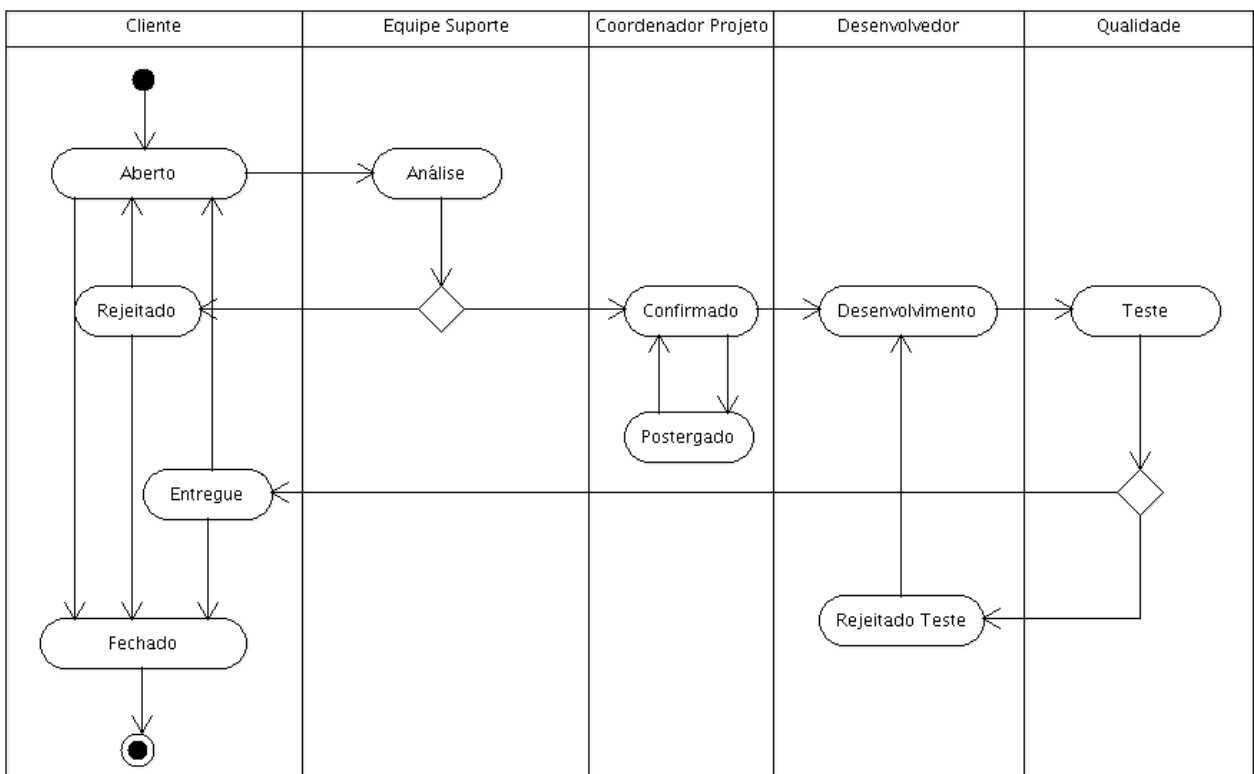 Cliente
Equipe Suporte
Coordenador Projeto
Desenvolvedor
Qualidade
Aberto
Análise
Rejeitado
Confirmado
Desenvolvimento
Teste
Postergado
Entregue
Rejeitado Teste
Fechado